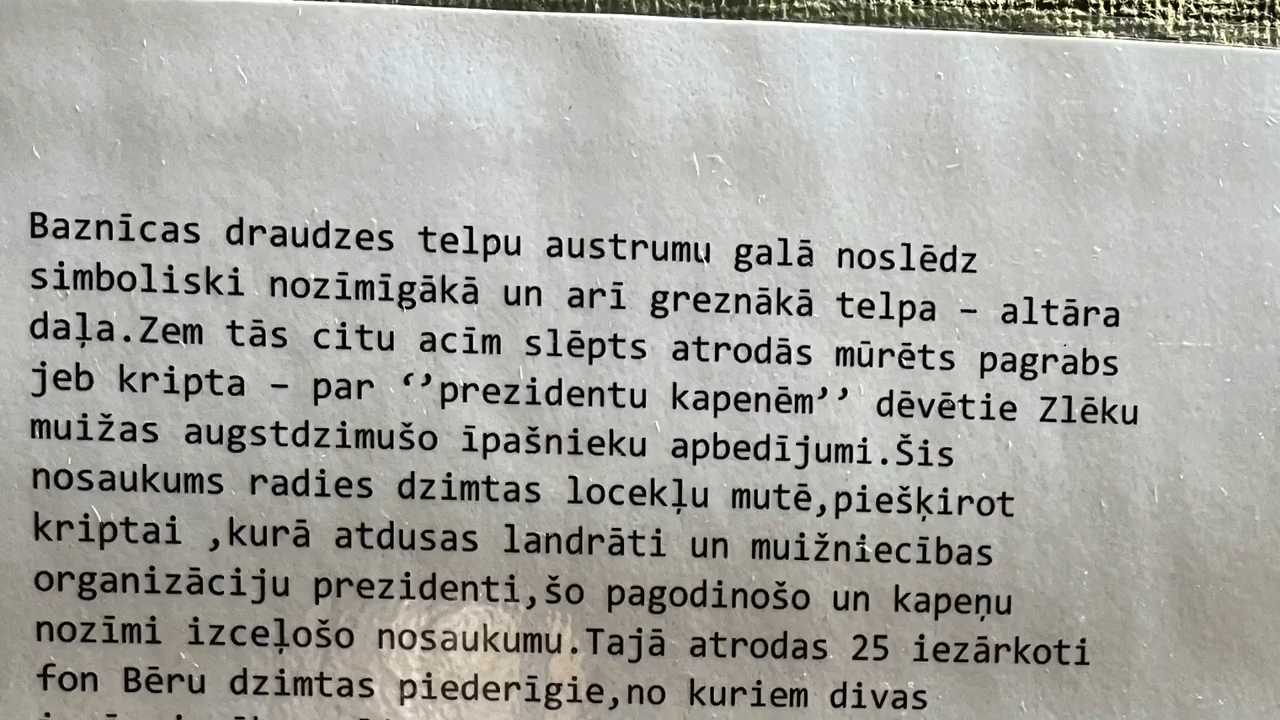 Baznīcas draudzes telpu austrumu galā noslēdz
simboliski nozīmīgākā un arī greznākā telpa – altāra
daļa.Zem tās citu acīm slēpts atrodās mūrēts pagrabs
jeb kripta – par ‘’prezidentu kapenēm’’ dēvētie Zlēku
muižas augstdzimušo īpašnieku apbedījumi.Šis
nosaukums radies dzimtas locekļu mutē,piešķirot
kriptai ,kurā atdusas landrāti un muižniecības
organizāciju prezidenti,šo pagodinošo un kapeņu
nozīmi izceļošo nosaukumu.Tajā atrodas 25 iezārkoti
fon Bēru dzimtas piederīgie,no kuriem divas